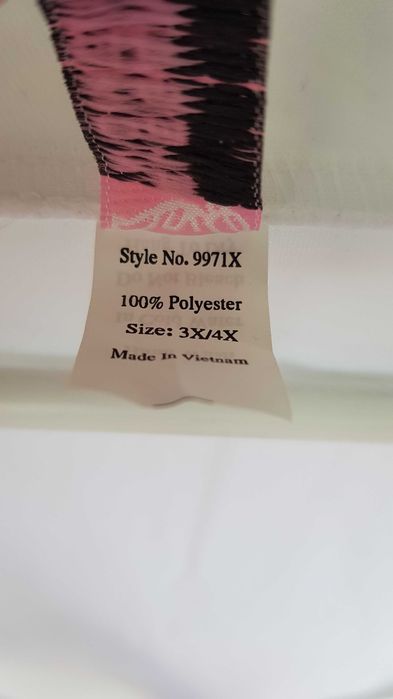 Style No. 9971X
100% Polyester
Size: 3X/4X
Made In Vietnam